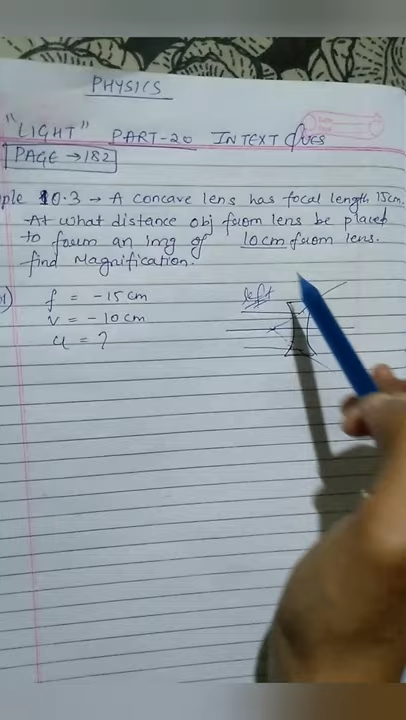 PHYSICS
"LIGHT" PART-20 INTEXT QUES
PAGE → 182
ple 10.3 → A concave lens has focal length 15cm.
At what distance obj from lens be placed
to form an img of 10cm from lens.
find Magnification.
f = -15 cm
left
v = -10 cm
u = ?